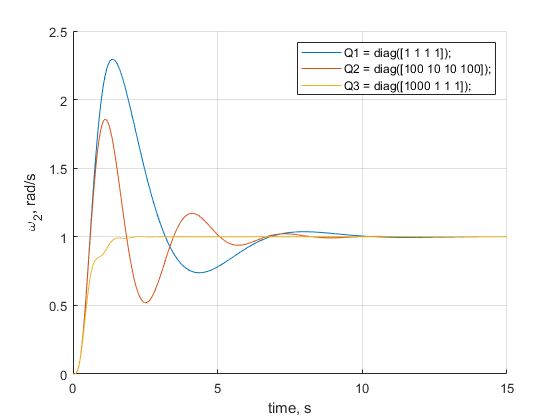 2.5
2
1.5
1
0.5
0
0
5
10
15
ω2, rad/s
time, s
Q1 = diag([1 1 1 1]);
Q2 = diag([100 10 10 100]);
Q3 = diag([1000 1 1 1]);